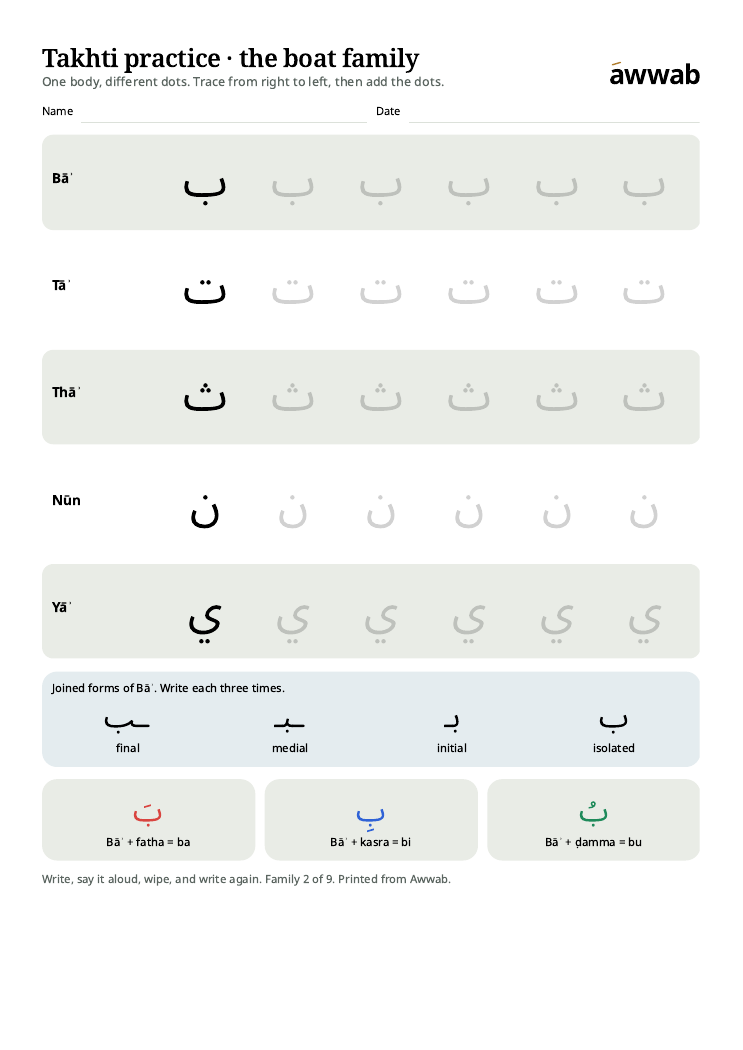 Takhti practice · the boat family
One body, different dots. Trace from right to left, then add the dots.
awwab
Name Date
Bāʾ ب ب ب ب ب ب
Tāʾ ت ت ت ت ت ت
Thāʾ ث ث ث ث ث ث
Nūn ن ن ن ن ن ن
Yāʾ ي ي ي ي ي ي
Joined forms of Bāʾ. Write each three times.
ـب ـبـ بـ ب
final medial initial isolated
بَ بِ بُ
Bāʾ + fatha = ba Bāʾ + kasra = bi Bāʾ + ḍamma = bu
Write, say it aloud, wipe, and write again. Family 2 of 9. Printed from Awwab.